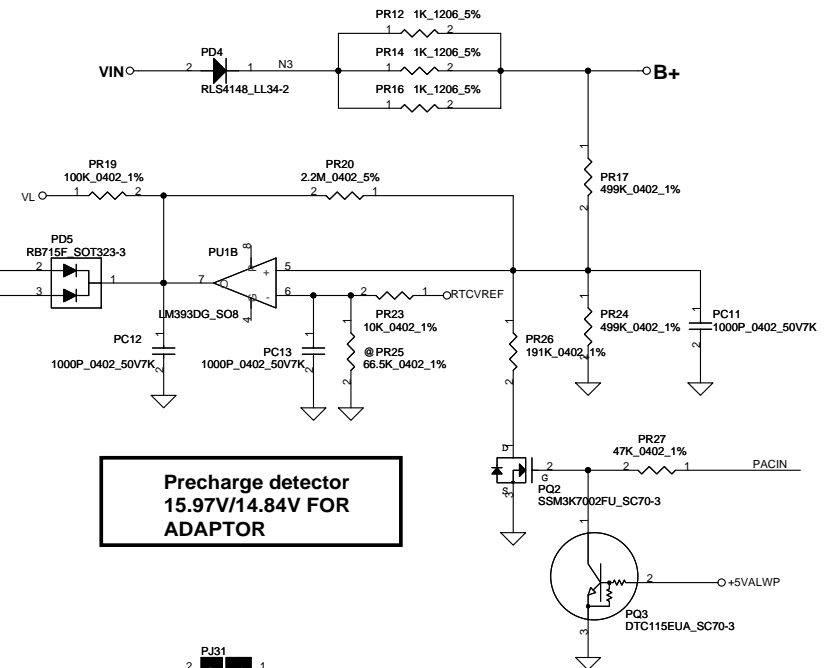 PR12 1K_1206_5%
1 2
PD4
PR14 1K_1206_5%
VIN 2 1 N3 1 2 B+
RLS4148_LL34-2
PR16 1K_1206_5%
1 2
1
PR17
499K_0402_1%
2
PR19
100K_0402_1%
PR20
2.2M_0402_5%
VL 1 2 2 1
PD5
RB715F_SOT323-3
PU1B
8
P
2 1 7 O + 5
3 - 6
G
4
LM393DG_SO8
2 1 RTCVREF
PR23
10K_0402_1%
1
PR24
499K_0402_1%
2
1
PC11
1000P_0402_50V7K
2
1
PR26
191K_0402_1%
2
PC12
1
1000P_0402_50V7K
2
PC13
1
1000P_0402_50V7K
2
1
@PR25
66.5K_0402_1%
2
Precharge detector
15.97V/14.84V FOR
ADAPTOR
D
1
2
G
S
3
PQ2
SSM3K7002FU_SC70-3
PR27
47K_0402_1%
2 1 PACIN
1
2 +5VALWP
3
PQ3
DTC115EUA_SC70-3
PJ31
2 1